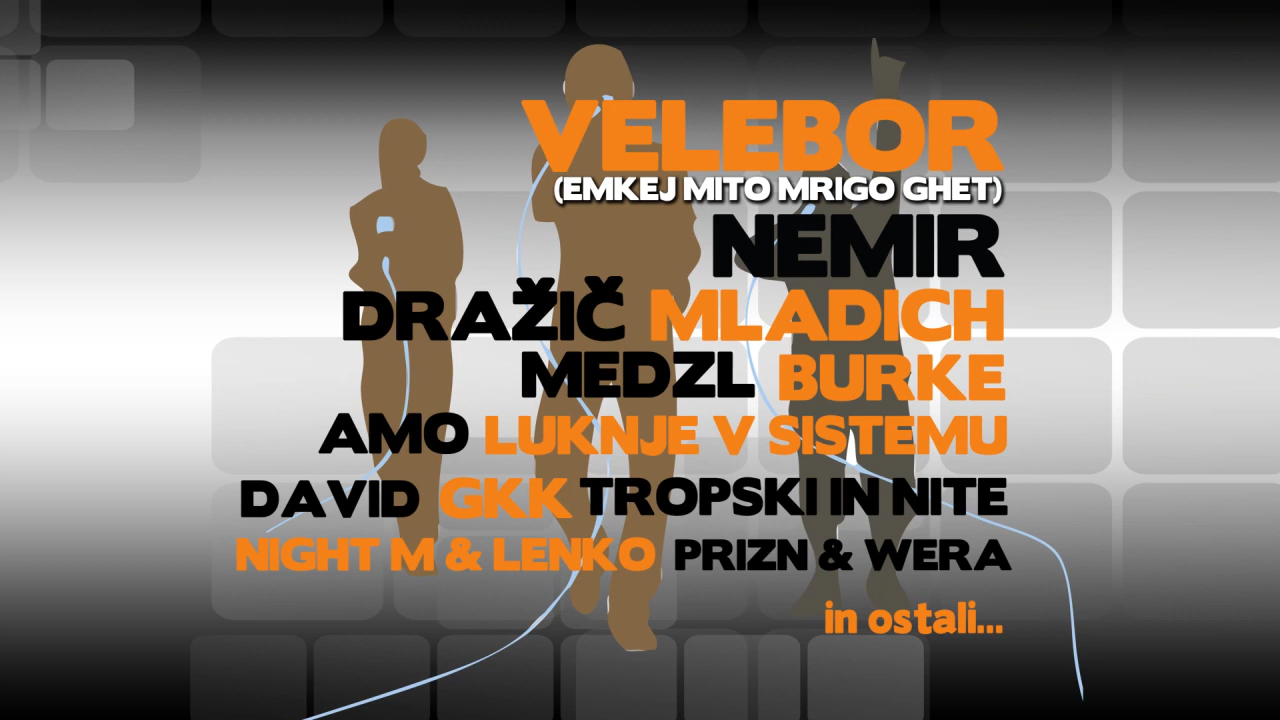 VELEBOR
(EMKEJ MITO MRIGO GHET)
NEMIR
DRAŽIČ MLADICH
MEDZL BURKE
AMO LUKNJE V SISTEMU
DAVID GKK TROPSKI IN NITE
NIGHT M & LENKO PRIZN & WERA
in ostali...